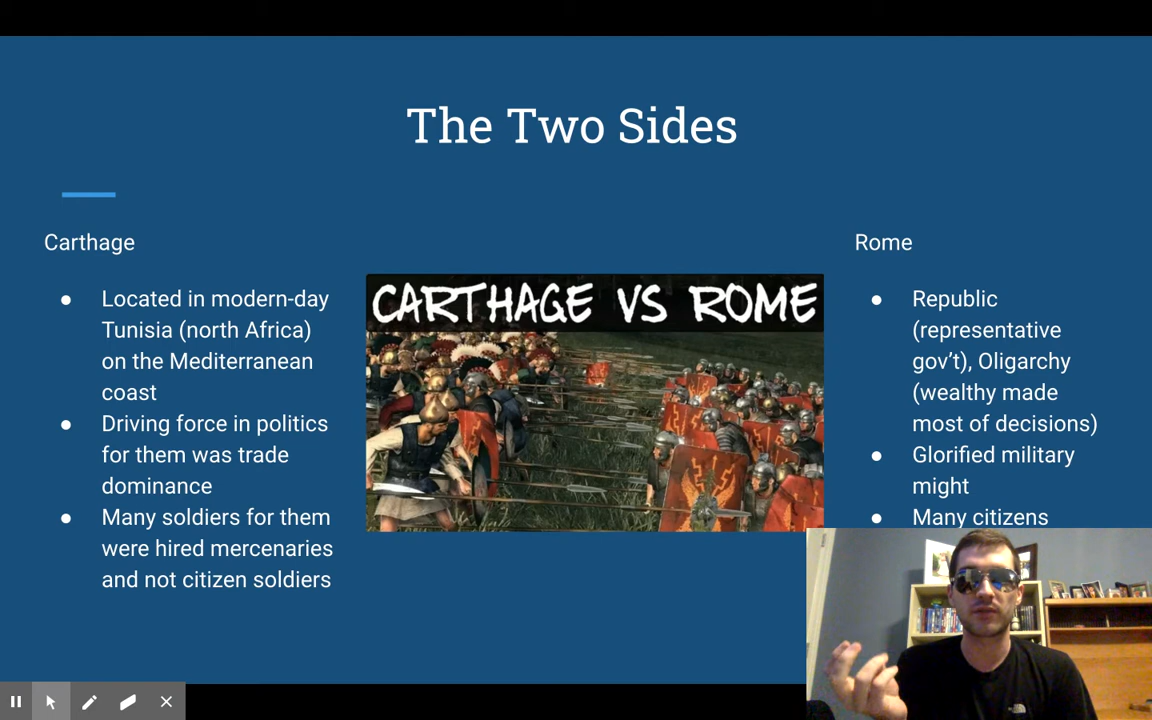 The Two Sides
Carthage
● Located in modern-day
Tunisia (north Africa)
on the Mediterranean
coast
● Driving force in politics
for them was trade
dominance
● Many soldiers for them
were hired mercenaries
and not citizen soldiers
CARTHAGE VS ROME
Rome
● Republic
(representative
gov't), Oligarchy
(wealthy made
most of decisions)
● Glorified military
might
● Many citizens